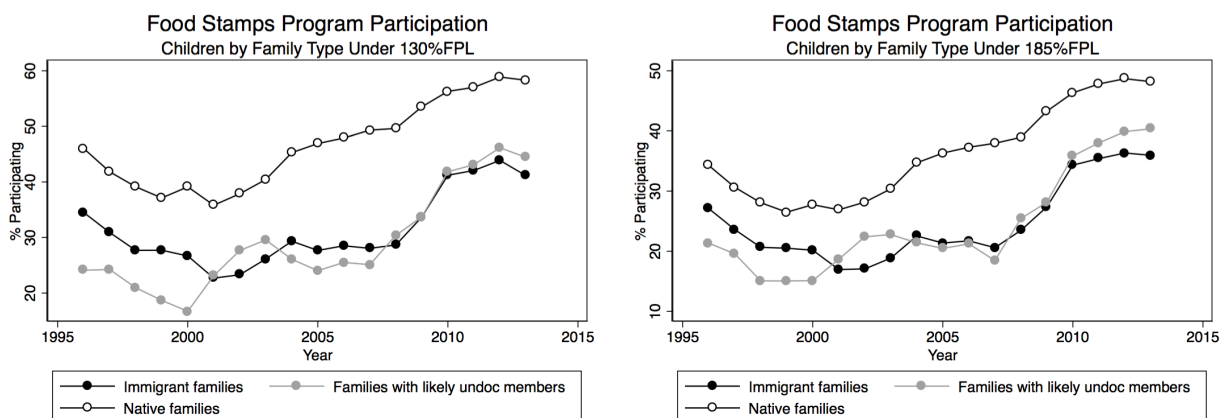 Food Stamps Program Participation
Children by Family Type Under 130%FPL
% Participating
60
50
40
30
20
1995 2000 2005 2010 2015
Year
Immigrant families Families with likely undoc members
Native families
Food Stamps Program Participation
Children by Family Type Under 185%FPL
% Participating
50
40
30
20
10
1995 2000 2005 2010 2015
Year
Immigrant families Families with likely undoc members
Native families